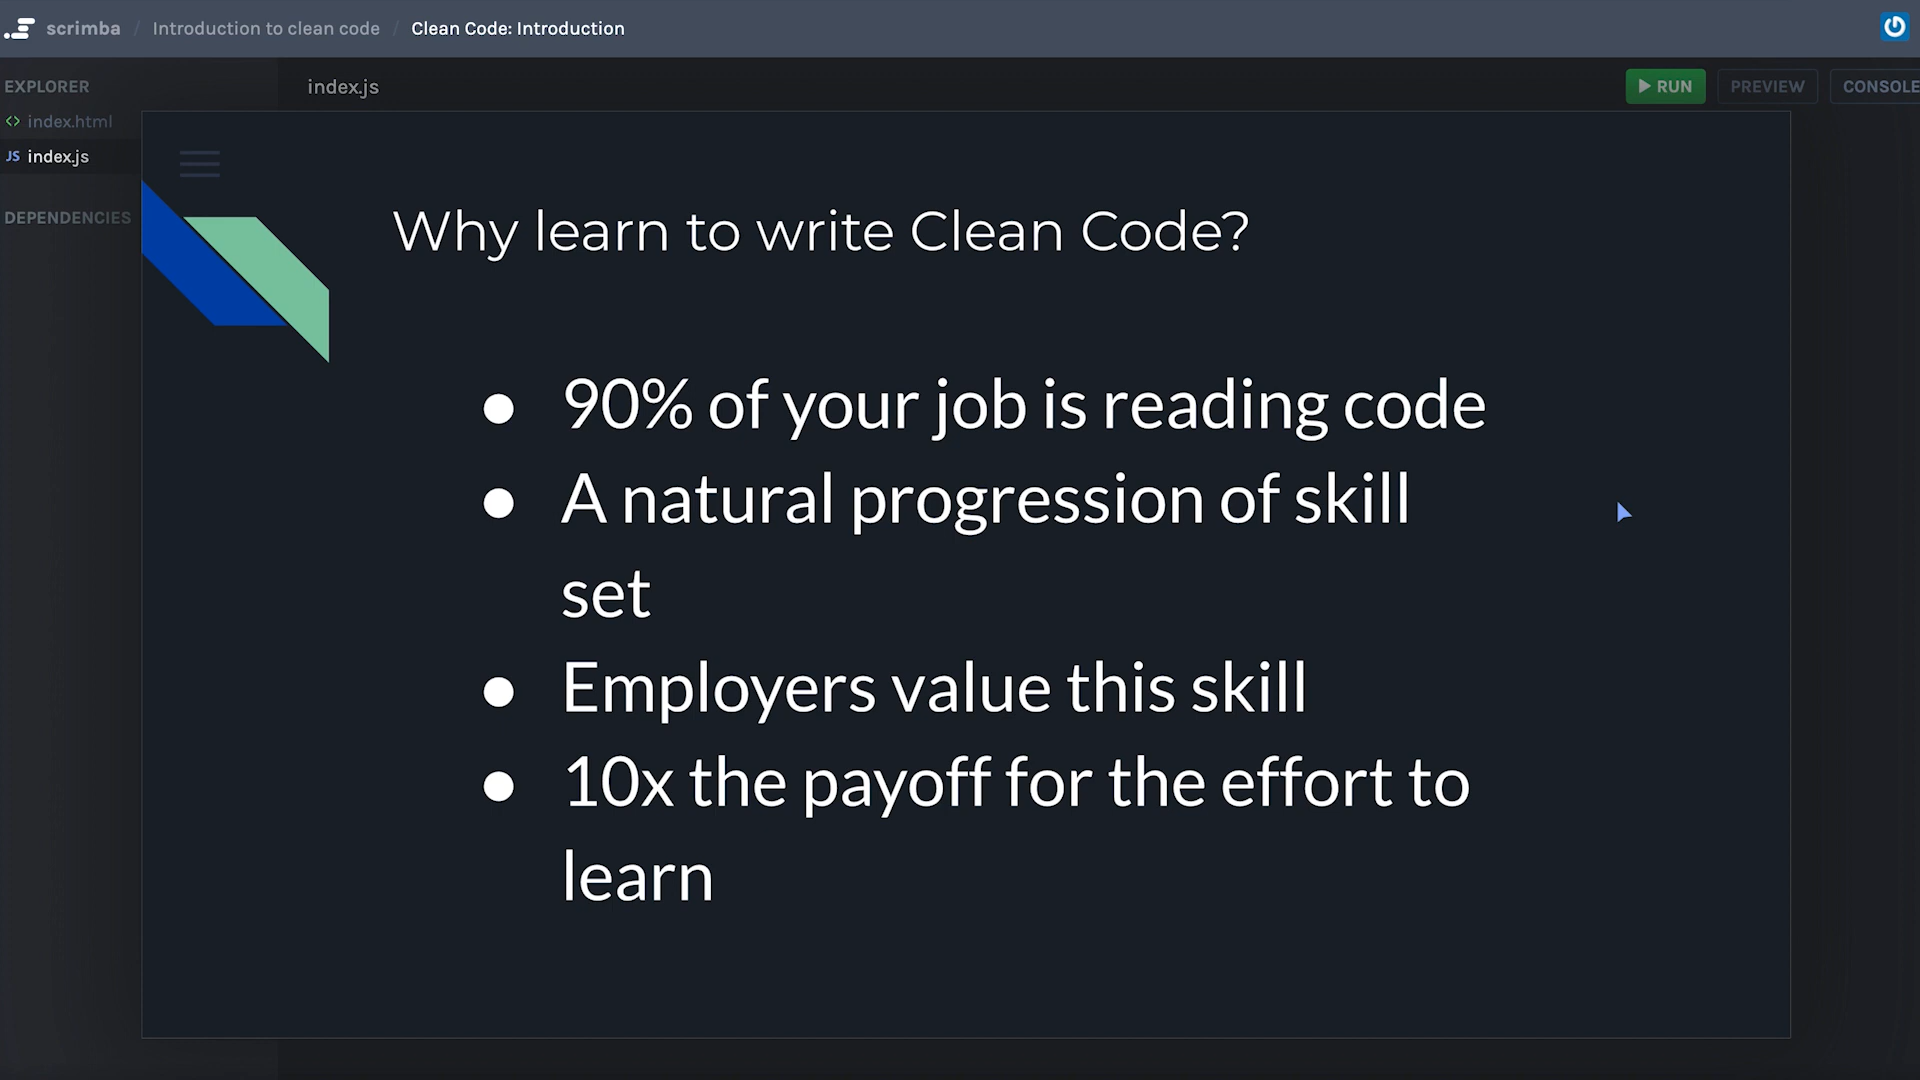 scrimba / Introduction to clean code / Clean Code: Introduction
EXPLORER
index.js
RUN
PREVIEW
CONSOLE
<> index.html
JS index.js
DEPENDENCIES
Why learn to write Clean Code?
● 90% of your job is reading code
● A natural progression of skill
set
● Employers value this skill
● 10x the payoff for the effort to
learn